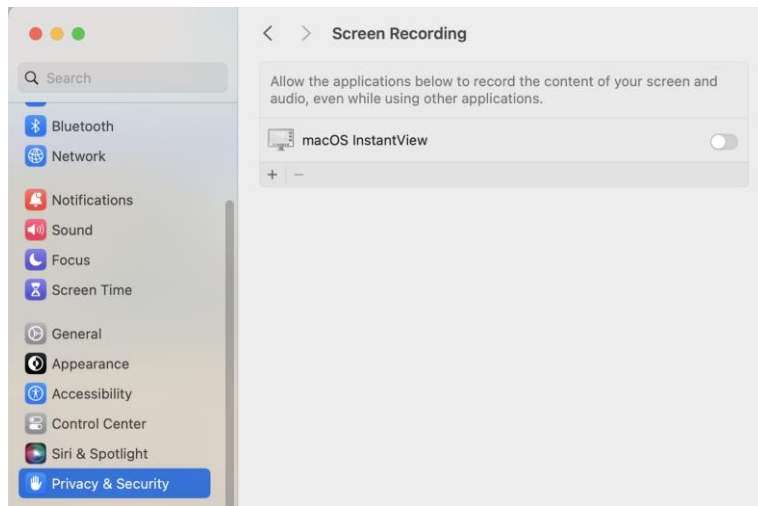 Screen Recording
Search
Bluetooth
Network
Notifications
Sound
Focus
Screen Time
General
Appearance
Accessibility
Control Center
Siri & Spotlight
Privacy & Security
Allow the applications below to record the content of your screen and
audio, even while using other applications.
macOS InstantView
+ −